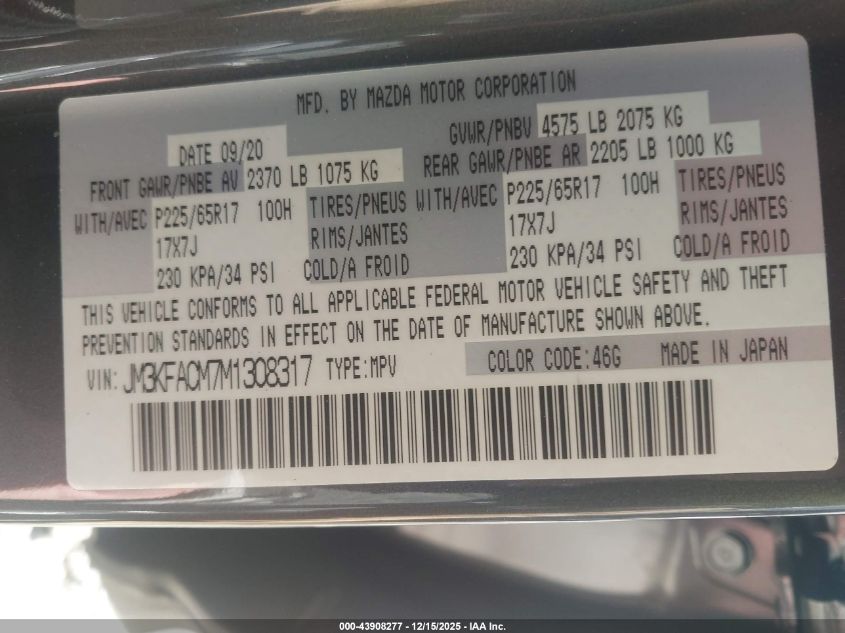 MFD. BY MAZDA MOTOR CORPORATION
DATE 09/20 GVWR/PNBV 4575 LB 2075 KG
FRONT GAWR/PNBE AV 2370 LB 1075 KG REAR GAWR/PNBE AR 2205 LB 1000 KG
WITH/AVEC P225/65R17 100H TIRES/PNEUS WITH/AVEC P225/65R17 100H TIRES/PNEUS
17X7J RIMS/JANTES 17X7J RIMS/JANTES
230 KPA/34 PSI COLD/A FROID 230 KPA/34 PSI COLD/A FROID
THIS VEHICLE CONFORMS TO ALL APPLICABLE FEDERAL MOTOR VEHICLE SAFETY AND THEFT
PREVENTION STANDARDS IN EFFECT ON THE DATE OF MANUFACTURE SHOWN ABOVE.
VIN: JM3KFACM7M1308317 TYPE:MPV COLOR CODE:46G MADE IN JAPAN
000-43908277 - 12/15/2025 - IAA Inc.